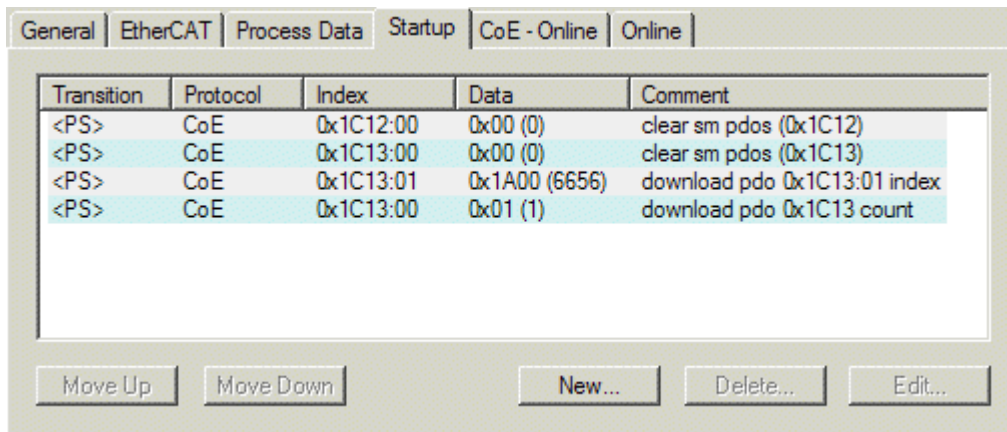 General EtherCAT Process Data Startup CoE - Online Online
Transition Protocol Index Data Comment
<PS> CoE 0x1C12:00 0x00 (0) clear sm pdos (0x1C12)
<PS> CoE 0x1C13:00 0x00 (0) clear sm pdos (0x1C13)
<PS> CoE 0x1C13:01 0x1A00 (6656) download pdo 0x1C13:01 index
<PS> CoE 0x1C13:00 0x01 (1) download pdo 0x1C13 count
Move Up Move Down New... Delete... Edit...